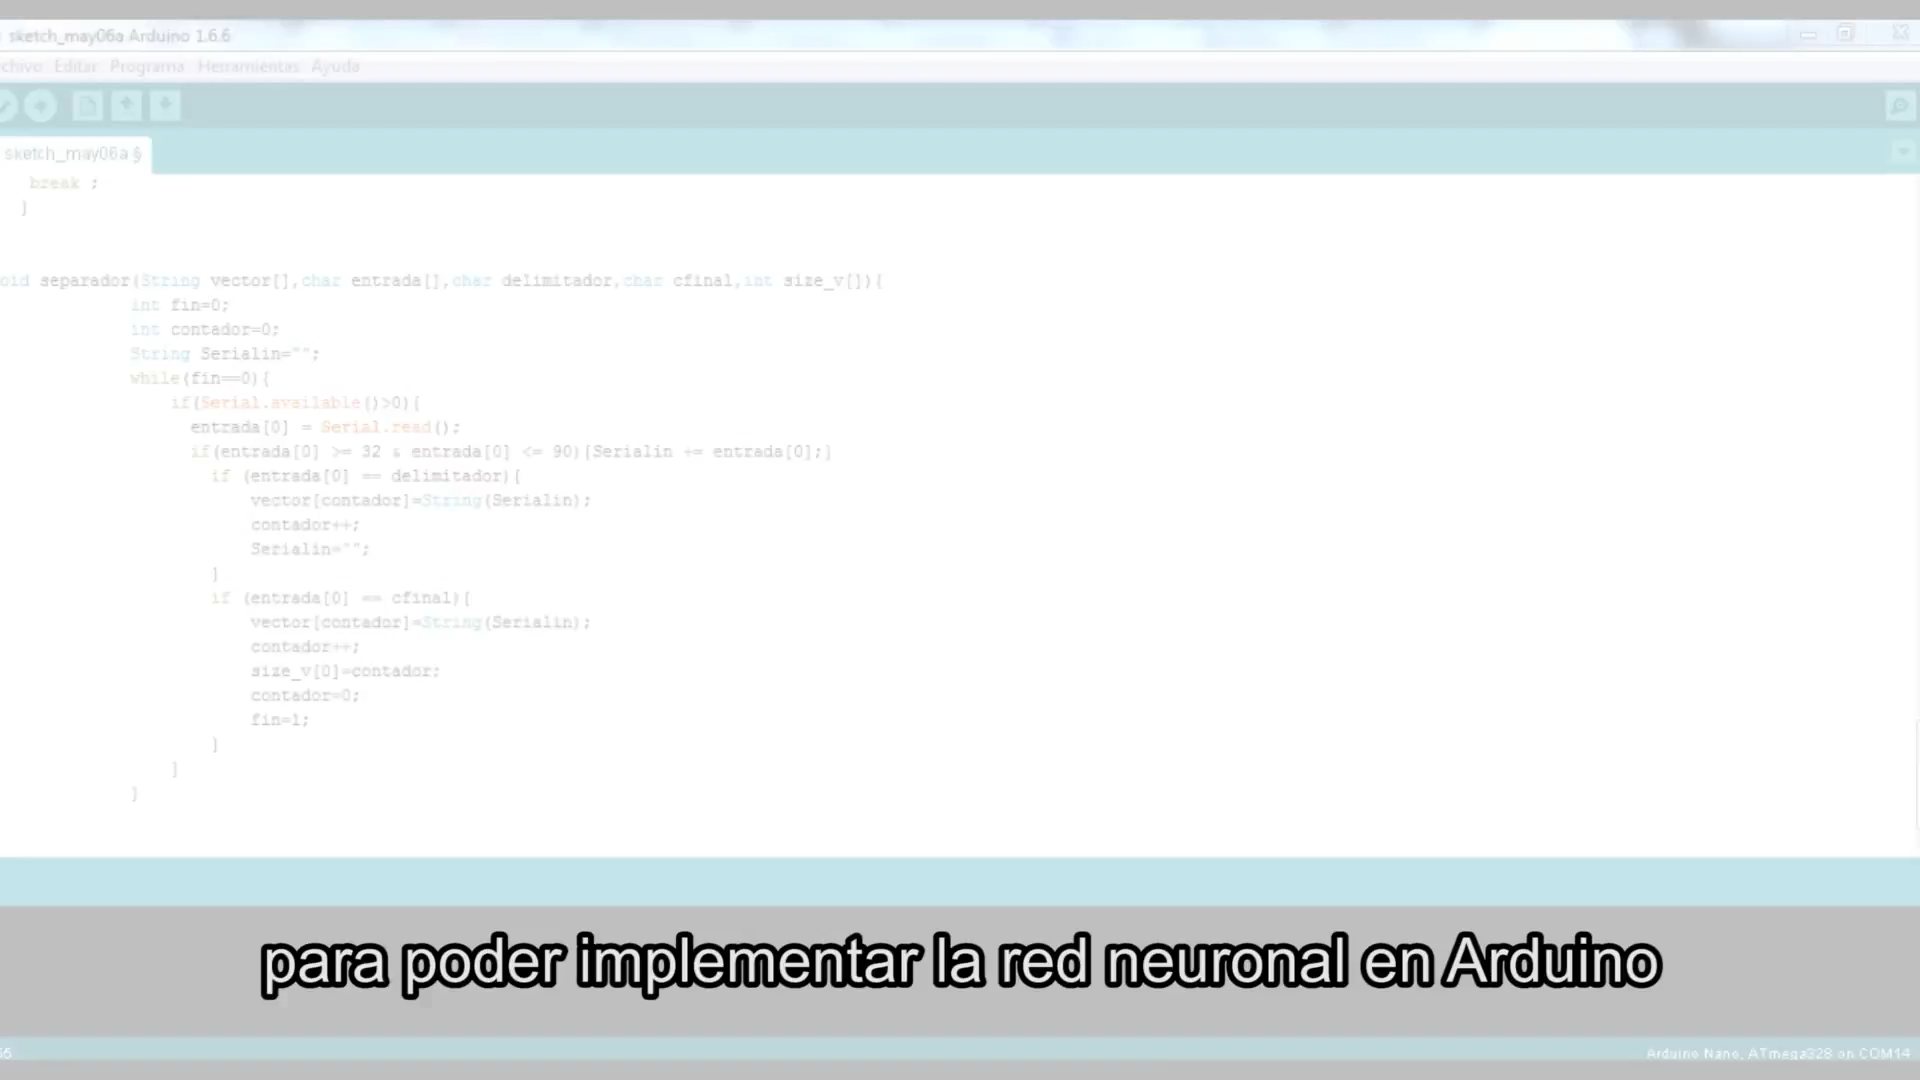 sketch_may06a Arduino 1.6.6
chivo Editar Programa Herramientas Ayuda
sketch_may06a §
break ;
}
oid separador(String vector[],char entrada[],char delimitador,char cfinal,int size_v[]){
int fin=0;
int contador=0;
String Serialin="";
while(fin==0){
if(Serial.available()>0){
entrada[0] = Serial.read();
if(entrada[0] >= 32 & entrada[0] <= 90){Serialin += entrada[0];}
if (entrada[0] == delimitador){
vector[contador]=String(Serialin);
contador++;
Serialin="";
}
if (entrada[0] == cfinal){
vector[contador]=String(Serialin);
contador++;
size_v[0]=contador;
contador=0;
fin=1;
}
}
}
para poder implementar la red neuronal en Arduino
Arduino Nano, ATmega328 on COM14